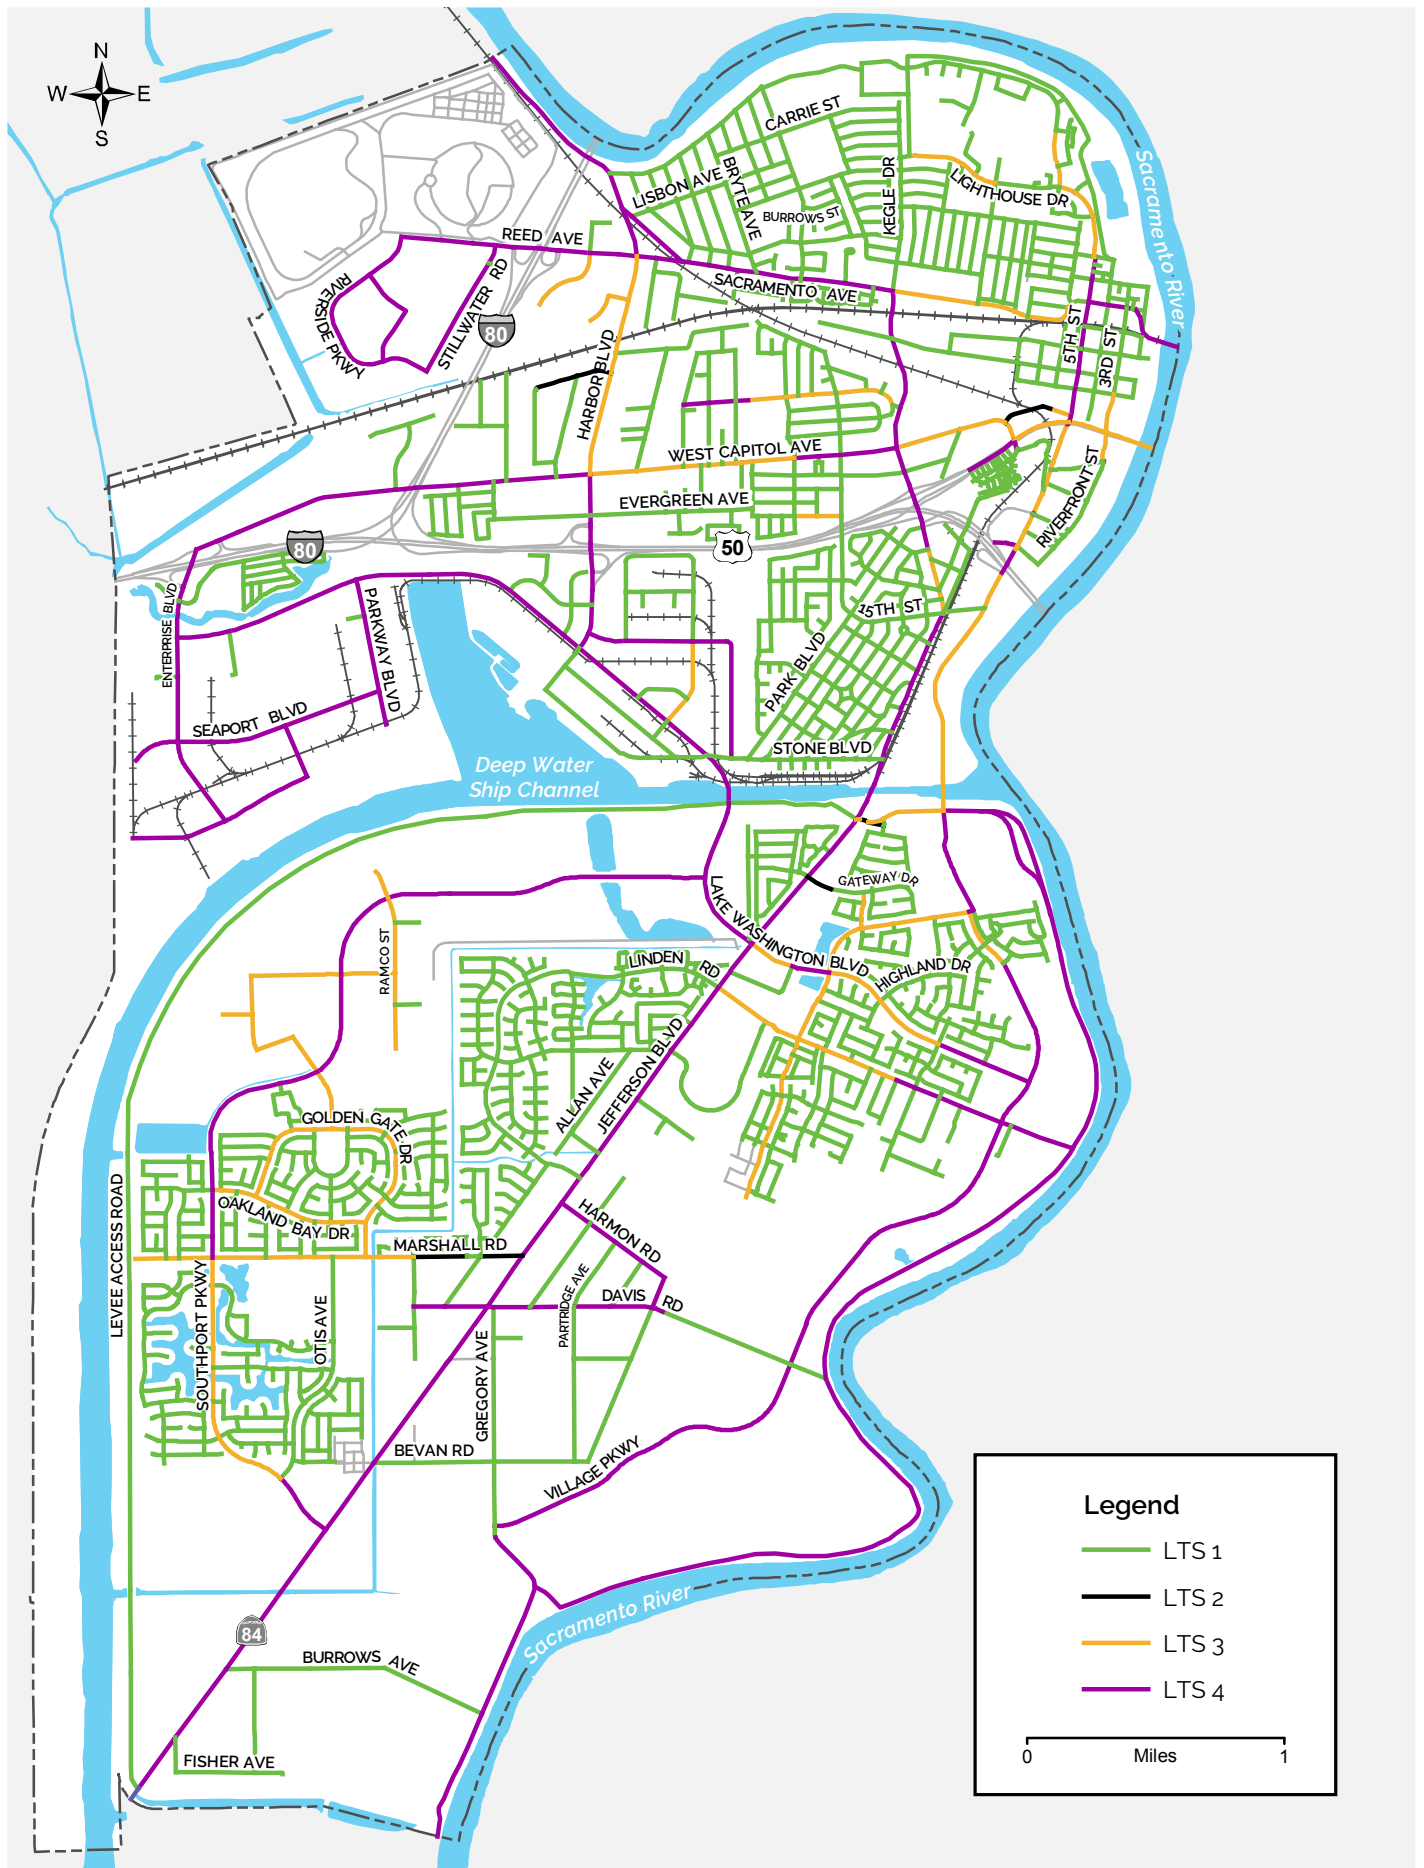 N
W
E
S
CARRIE ST
LISBON AVE
BRYTE AVE
BURROWS ST
KEGLE DR
LIGHTHOUSE DR
Sacramento River
REED AVE
RIVERSIDE PKWY
STILLWATER RD
80
SACRAMENTO AVE
5TH ST
3RD ST
HARBOR BLVD
WEST CAPITOL AVE
EVERGREEN AVE
RIVERFRONT ST
80
50
ENTERPRISE BLVD
PARKWAY BLVD
15TH ST
PARK BLVD
SEAPORT BLVD
STONE BLVD
Deep Water
Ship Channel
GATEWAY DR
LAKE WASHINGTON BLVD
RAMCO ST
LINDEN RD
HIGHLAND DR
ALLAN AVE
JEFFERSON BLVD
GOLDEN GATE DR
LEVEE ACCESS ROAD
OAKLAND BAY DR
HARMON RD
MARSHALL RD
SOUTHPORT PKWY
OTIS AVE
PARTRIDGE AVE
DAVIS RD
GREGORY AVE
BEVAN RD
VILLAGE PKWY
Sacramento River
84
BURROWS AVE
FISHER AVE
Legend
LTS 1
LTS 2
LTS 3
LTS 4
0
Miles
1